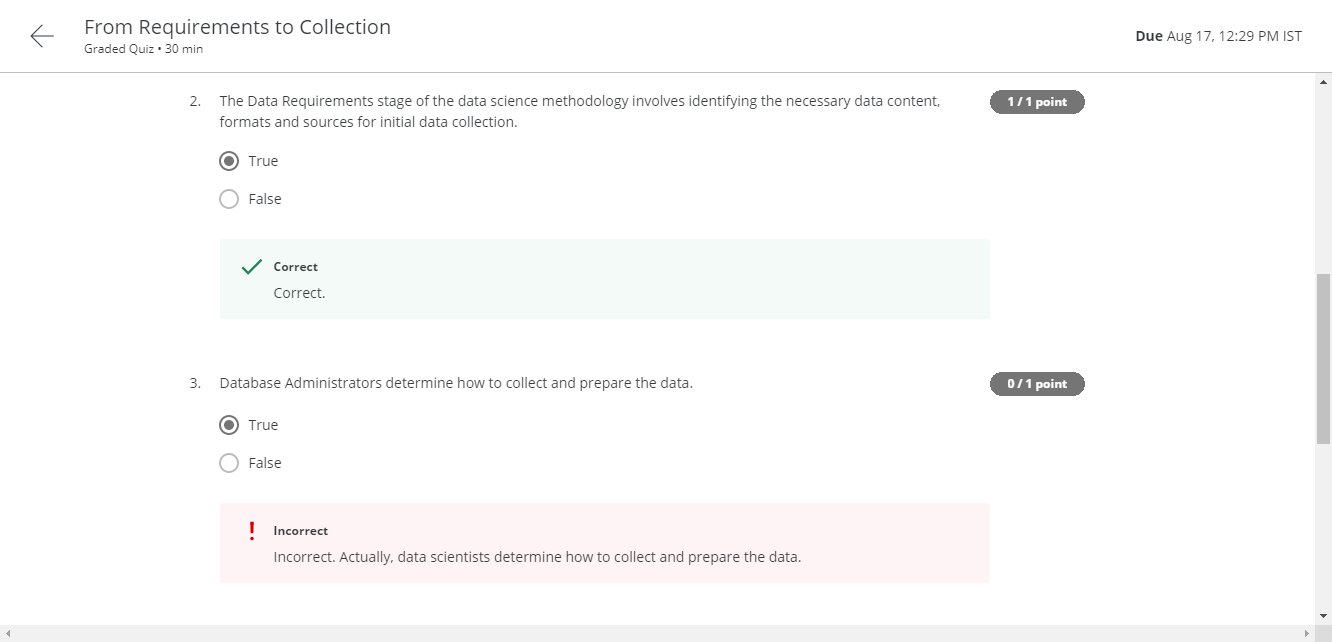 From Requirements to Collection
Graded Quiz • 30 min
Due Aug 17, 12:29 PM IST
2. The Data Requirements stage of the data science methodology involves identifying the necessary data content,
formats and sources for initial data collection.
1 / 1 point
True
False
Correct
Correct.
3. Database Administrators determine how to collect and prepare the data.
0 / 1 point
True
False
Incorrect
Incorrect. Actually, data scientists determine how to collect and prepare the data.